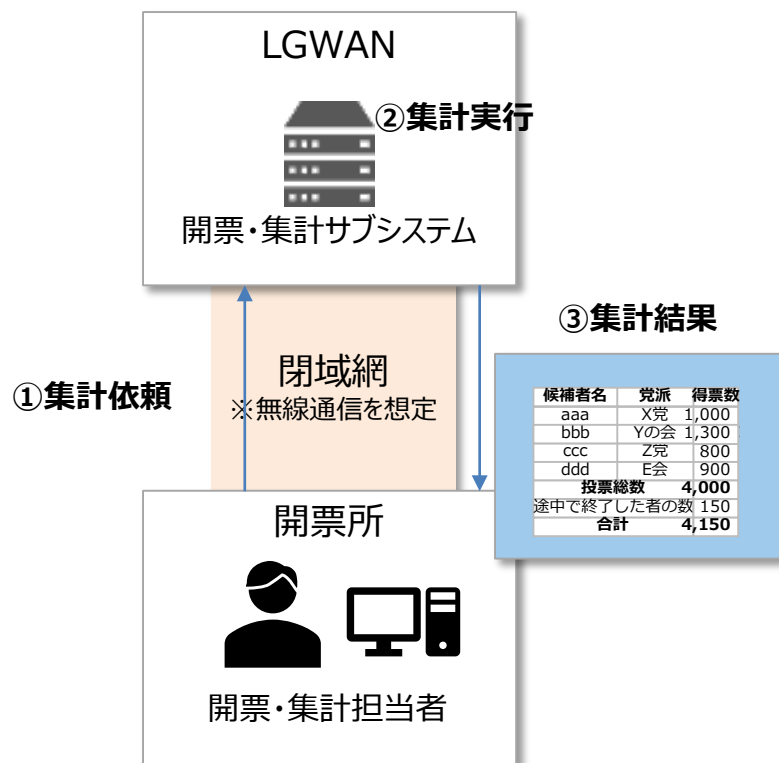 LGWAN
②集計実行
開票・集計サブシステム
③集計結果
閉域網
※無線通信を想定
①集計依頼
候補者名 党派 得票数
aaa X党 1,000
bbb Yの会 1,300
ccc Z党 800
ddd E会 900
投票総数 4,000
途中で終了した者の数 150
合計 4,150
開票所
開票・集計担当者